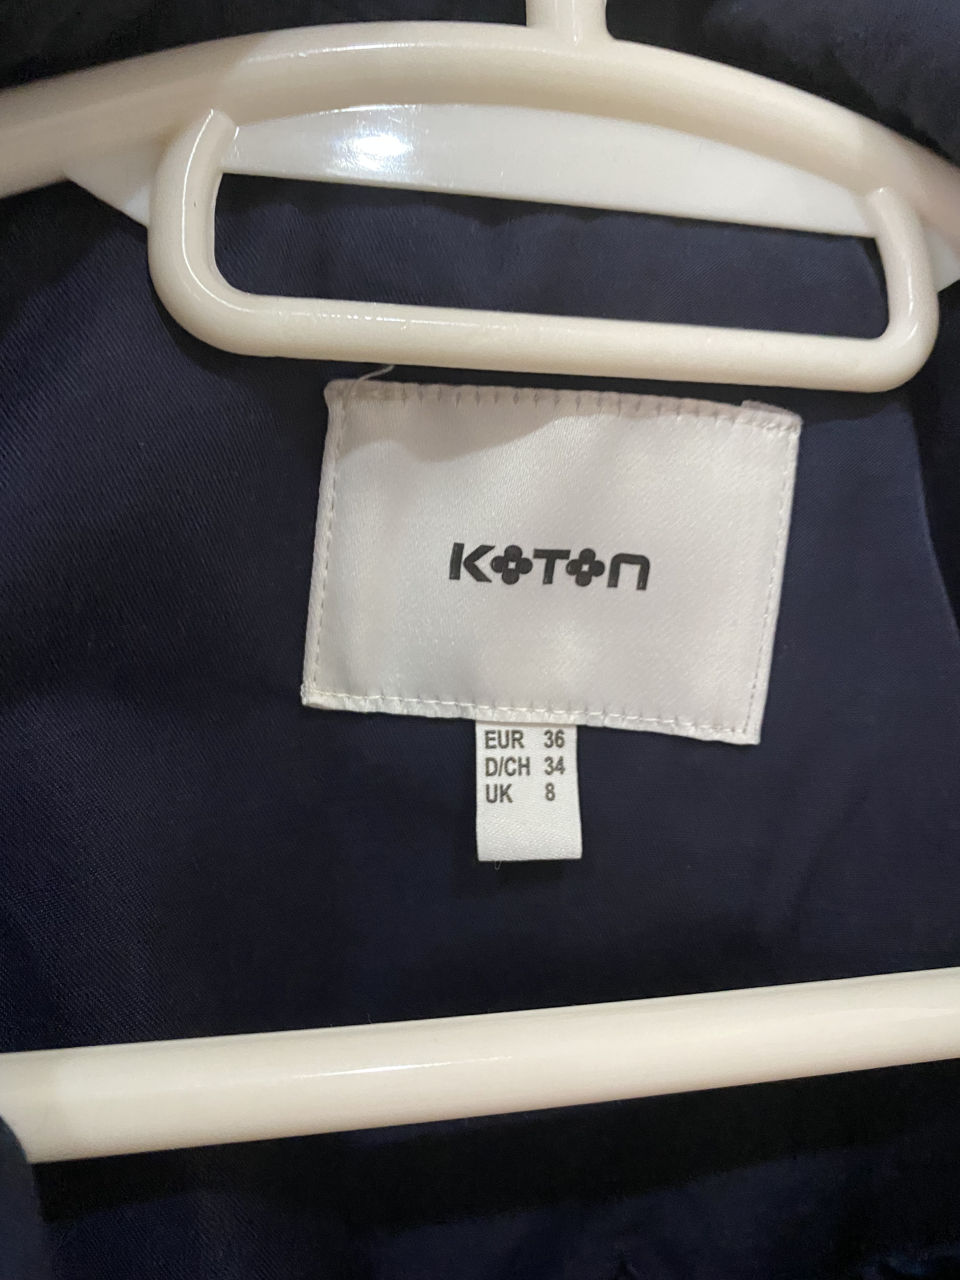 KOTON
EUR 36
D/CH 34
UK 8